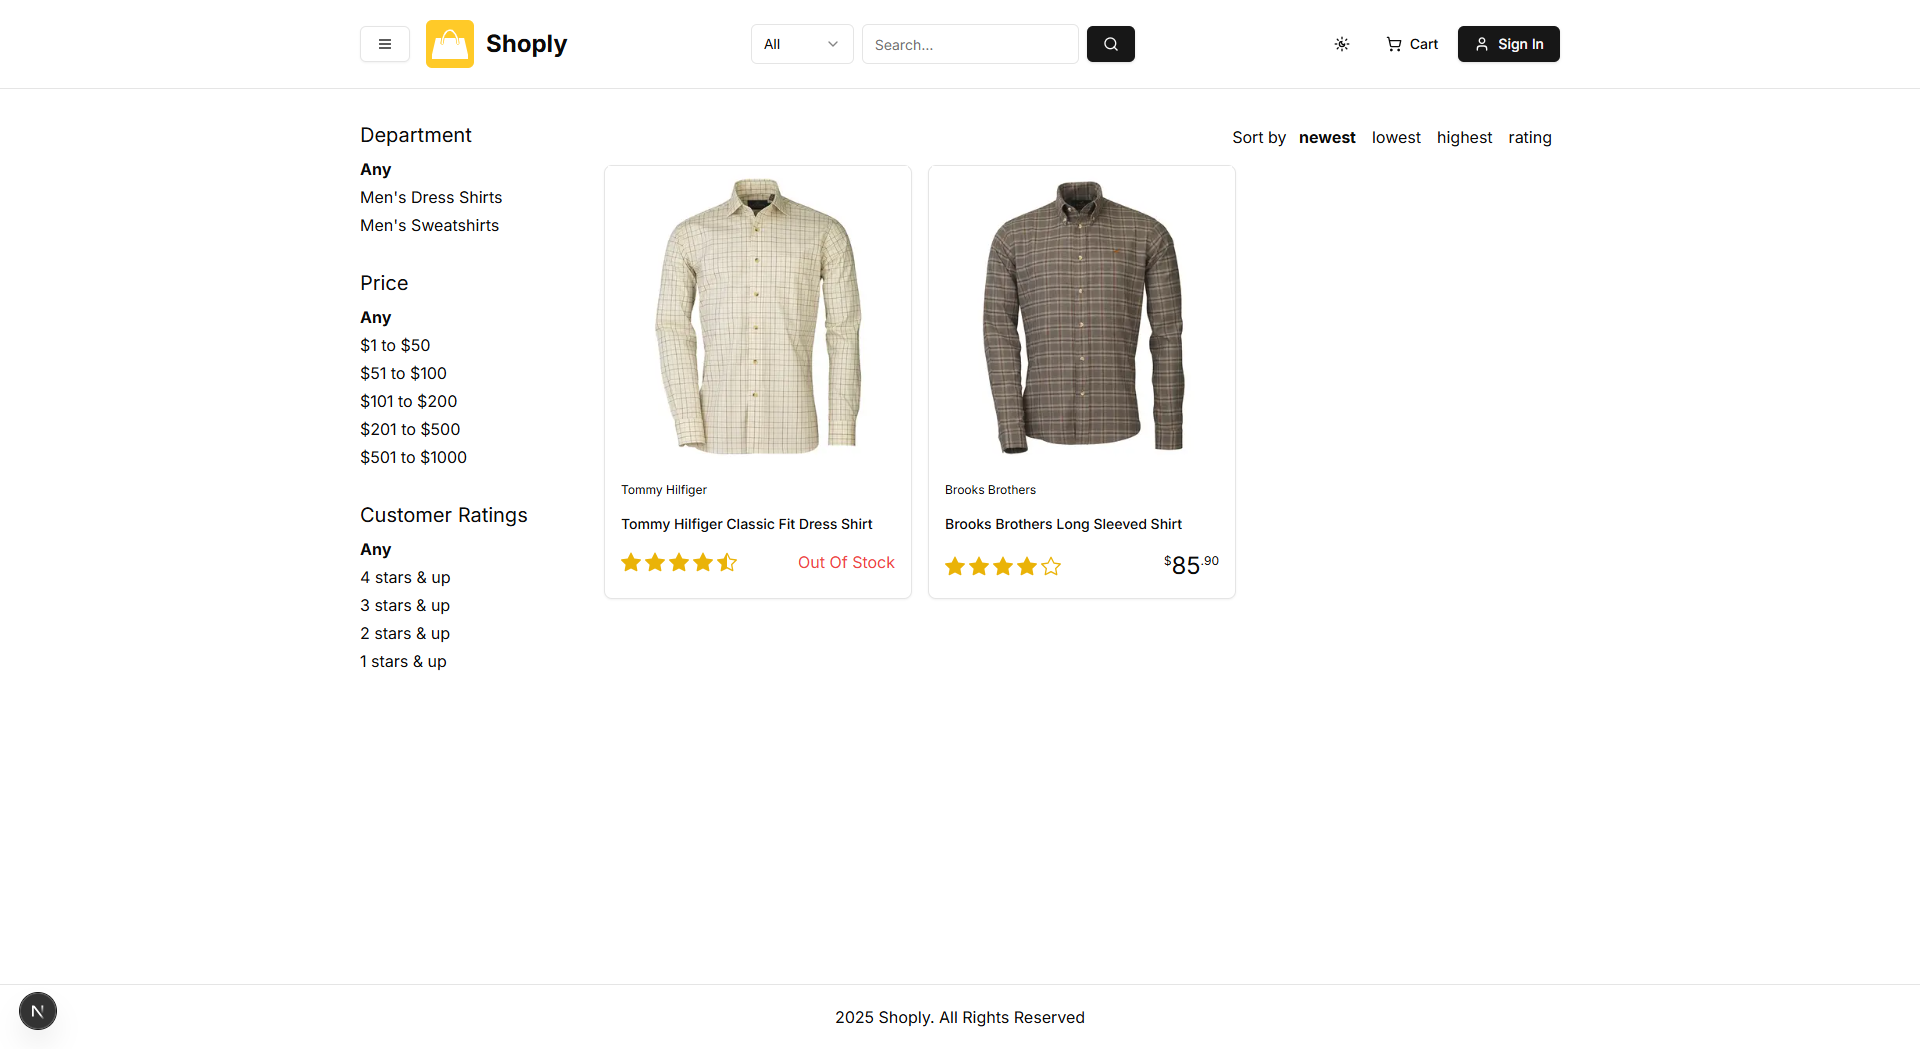 Shoply
All
Search...
Cart
Sign In
Department
Any
Men's Dress Shirts
Men's Sweatshirts
Price
Any
$1 to $50
$51 to $100
$101 to $200
$201 to $500
$501 to $1000
Customer Ratings
Any
4 stars & up
3 stars & up
2 stars & up
1 stars & up
Sort by newest lowest highest rating
Tommy Hilfiger
Tommy Hilfiger Classic Fit Dress Shirt
Out Of Stock
Brooks Brothers
Brooks Brothers Long Sleeved Shirt
$85.90
N
2025 Shoply. All Rights Reserved